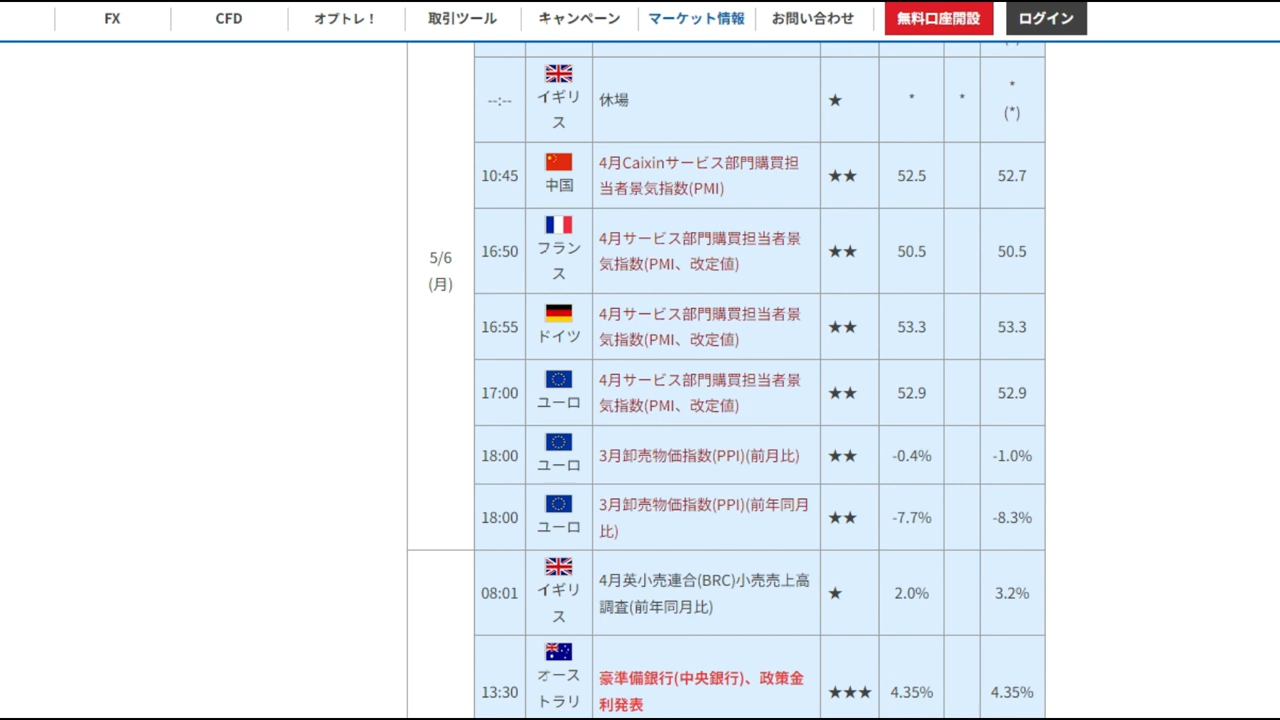 FX
CFD
オプトレ！
取引ツール
キャンペーン
マーケット情報
お問い合わせ
無料口座開設
ログイン
--:--
イギリ
ス
休場
★
*
*
*
(*)
5/6
(月)
10:45
中国
4月Caixinサービス部門購買担
当者景気指数(PMI)
★★
52.5
52.7
16:50
フラン
ス
4月サービス部門購買担当者景
気指数(PMI、改定値)
★★
50.5
50.5
16:55
ドイツ
4月サービス部門購買担当者景
気指数(PMI、改定値)
★★
53.3
53.3
17:00
ユーロ
4月サービス部門購買担当者景
気指数(PMI、改定値)
★★
52.9
52.9
18:00
ユーロ
3月卸売物価指数(PPI)(前月比)
★★
-0.4%
-1.0%
18:00
ユーロ
3月卸売物価指数(PPI)(前年同月
比)
★★
-7.7%
-8.3%
08:01
イギリ
ス
4月英小売連合(BRC)小売売上高
調査(前年同月比)
★
2.0%
3.2%
13:30
オース
トラリ
豪準備銀行(中央銀行)、政策金
利発表
★★★
4.35%
4.35%